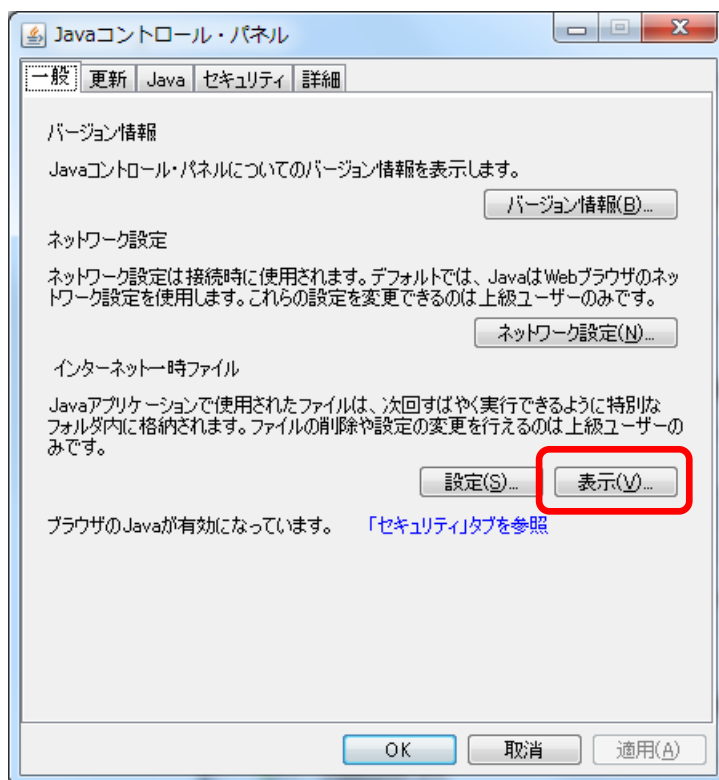 Javaコントロール・パネル
一般 更新 Java セキュリティ 詳細
バージョン情報
Javaコントロール・パネルについてのバージョン情報を表示します。
バージョン情報(B)...
ネットワーク設定
ネットワーク設定は接続時に使用されます。デフォルトでは、JavaはWebブラウザのネッ
トワーク設定を使用します。これらの設定を変更できるのは上級ユーザーのみです。
ネットワーク設定(N)...
インターネット一時ファイル
Javaアプリケーションで使用されたファイルは、次回すばやく実行できるように特別な
フォルダ内に格納されます。ファイルの削除や設定の変更を行えるのは上級ユーザーの
みです。
設定(S)... 表示(V)...
ブラウザのJavaが有効になっています。 「セキュリティ」タブを参照
OK 取消 適用(A)